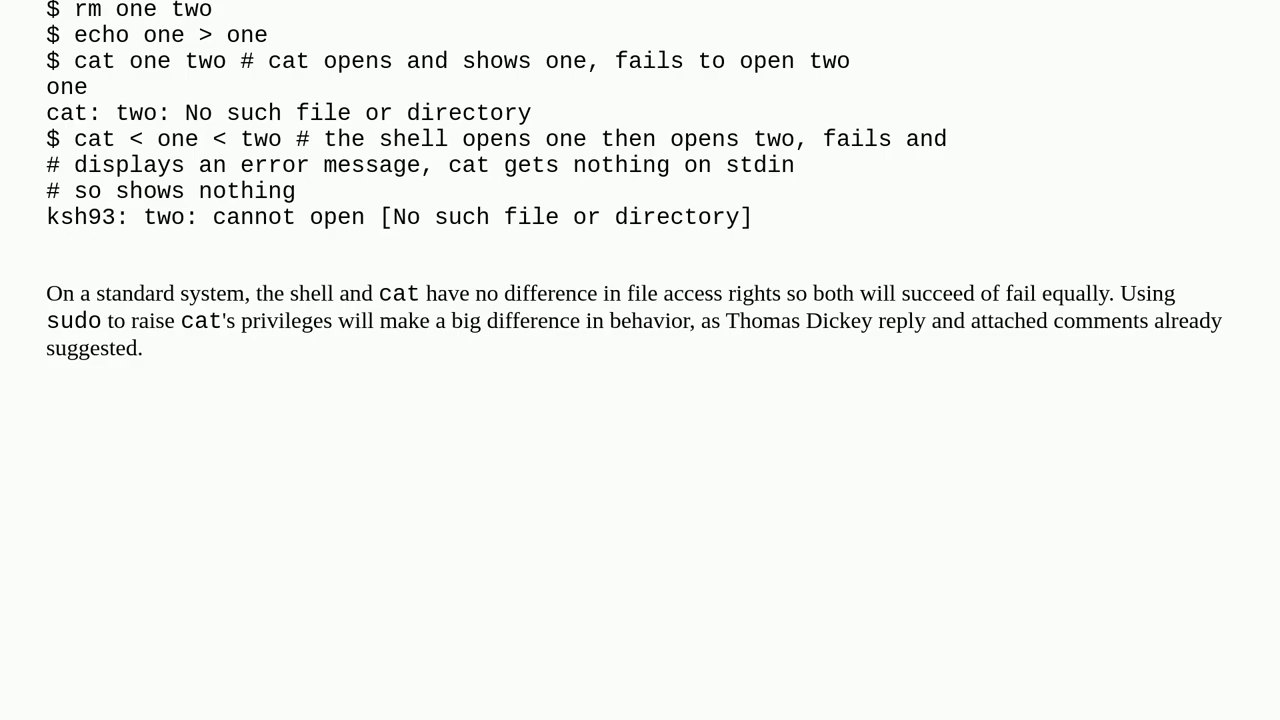 $ rm one two
$ echo one > one
$ cat one two # cat opens and shows one, fails to open two
one
cat: two: No such file or directory
$ cat < one < two # the shell opens one then opens two, fails and
# displays an error message, cat gets nothing on stdin
# so shows nothing
ksh93: two: cannot open [No such file or directory]
On a standard system, the shell and cat have no difference in file access rights so both will succeed of fail equally. Using
sudo to raise cat's privileges will make a big difference in behavior, as Thomas Dickey reply and attached comments already
suggested.